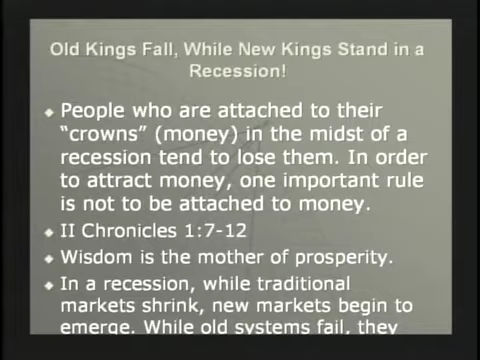 Old Kings Fall, While New Kings Stand in a
Recession!
People who are attached to their
“crowns” (money) in the midst of a
recession tend to lose them. In order
to attract money, one important rule
is not to be attached to money.
II Chronicles 1:7-12
Wisdom is the mother of prosperity.
In a recession, while traditional
markets shrink, new markets begin to
emerge. While old systems fail, they